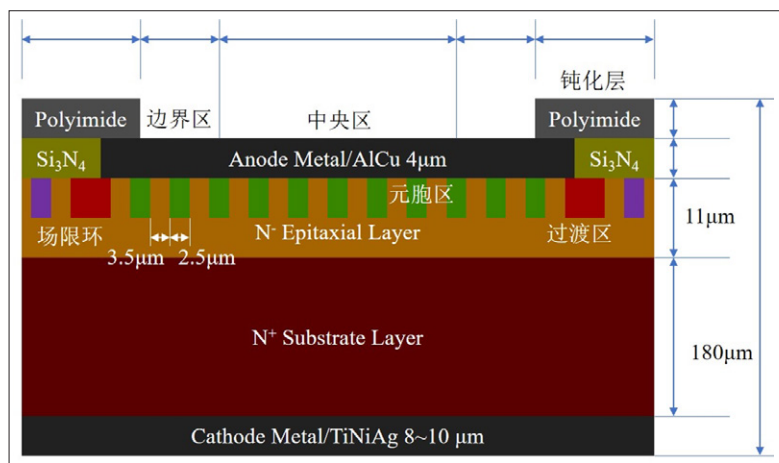 钝化层
Polyimide
边界区
中央区
Polyimide
Si₃N₄
Anode Metal/AlCu 4μm
Si₃N₄
元胞区
场限环
N⁻ Epitaxial Layer
过渡区
11μm
3.5μm
2.5μm
N⁺ Substrate Layer
180μm
Cathode Metal/TiNiAg 8~10 μm